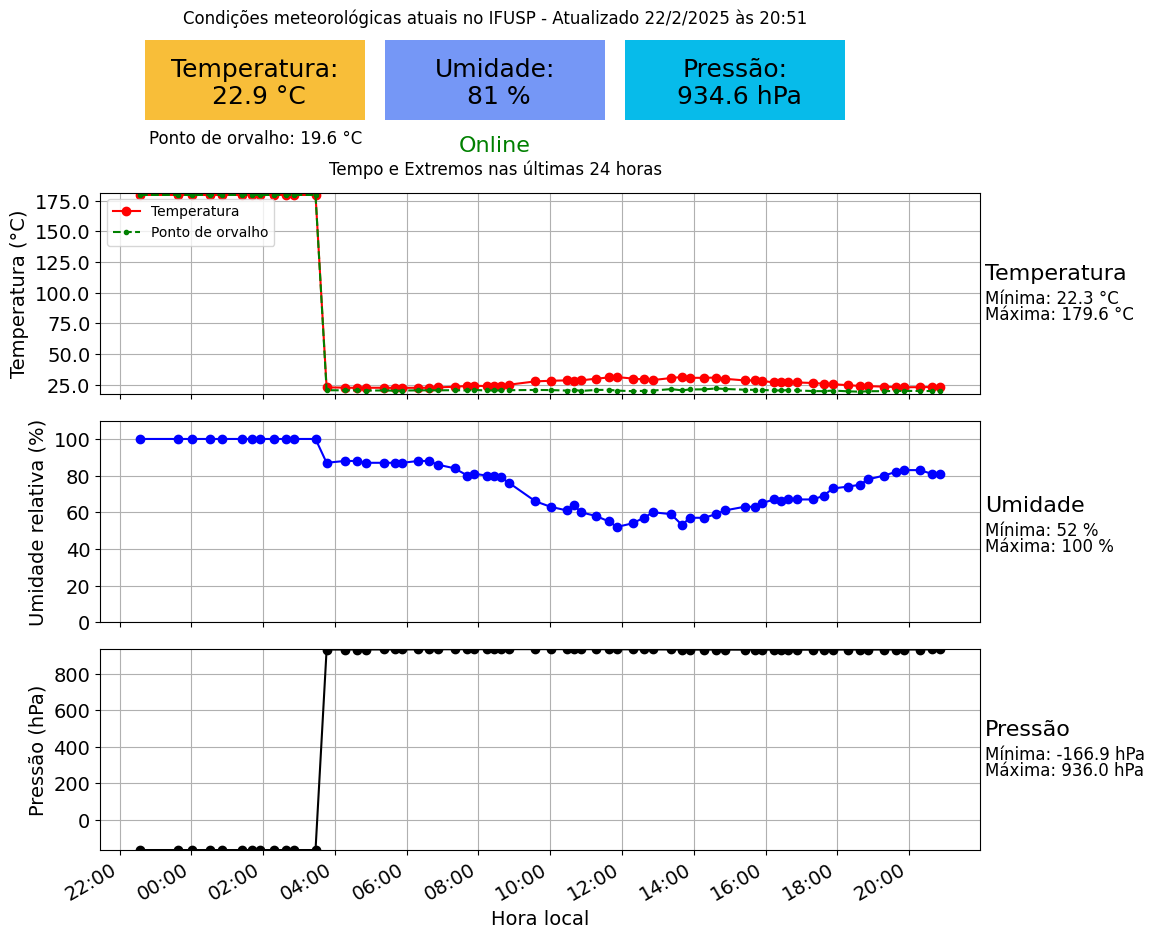 Condições meteorológicas atuais no IFUSP - Atualizado 22/2/2025 às 20:51
Temperatura:
22.9 °C
Umidade:
81 %
Pressão:
934.6 hPa
Ponto de orvalho: 19.6 °C
Online
Tempo e Extremos nas últimas 24 horas
Temperatura (°C)
175.0
150.0
125.0
100.0
75.0
50.0
25.0
Temperatura
Ponto de orvalho
Temperatura
Mínima: 22.3 °C
Máxima: 179.6 °C
Umidade relativa (%)
100
80
60
40
20
0
Umidade
Mínima: 52 %
Máxima: 100 %
Pressão (hPa)
800
600
400
200
0
Pressão
Mínima: -166.9 hPa
Máxima: 936.0 hPa
22:00 00:00 02:00 04:00 06:00 08:00 10:00 12:00 14:00 16:00 18:00 20:00
Hora local